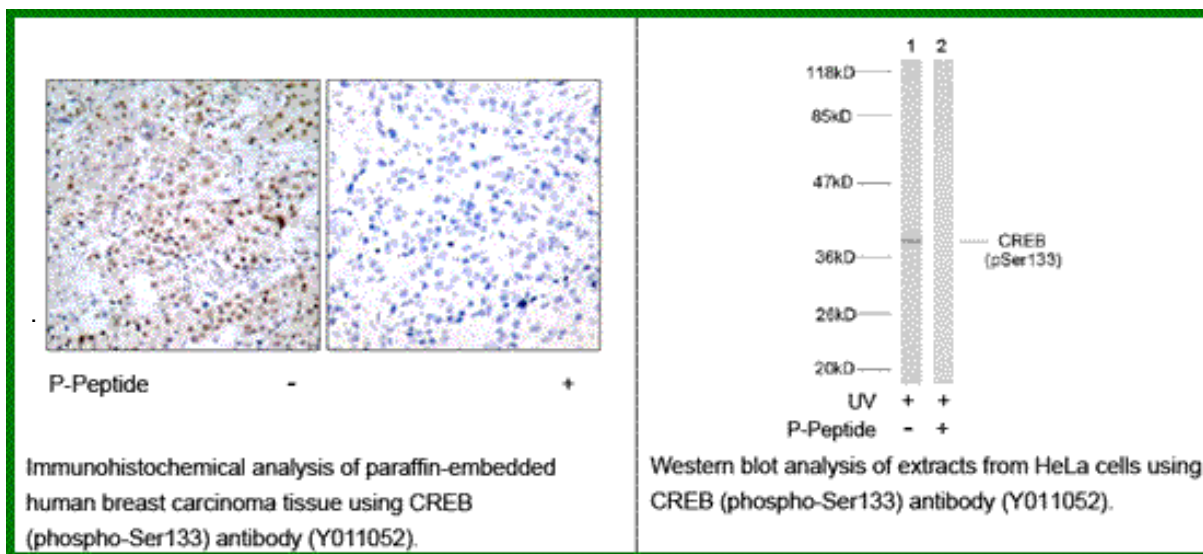 P-Peptide - +
Immunohistochemical analysis of paraffin-embedded
human breast carcinoma tissue using CREB
(phospho-Ser133) antibody (Y011052).
1 2
118kD
85kD
47kD
CREB
(pSer133)
36kD
26kD
20kD
UV + +
P-Peptide - +
Western blot analysis of extracts from HeLa cells using
CREB (phospho-Ser133) antibody (Y011052).